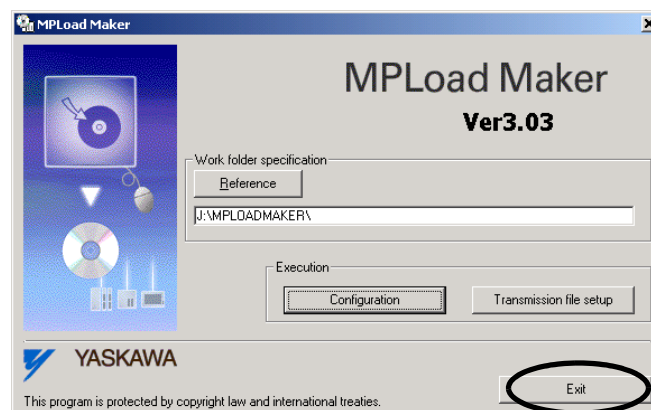 MPLoad Maker
MPLoad Maker
Ver3.03
Work folder specification
Reference
J:\MPLOADMAKER\
Execution
Configuration
Transmission file setup
YASKAWA
Exit
This program is protected by copyright law and international treaties.